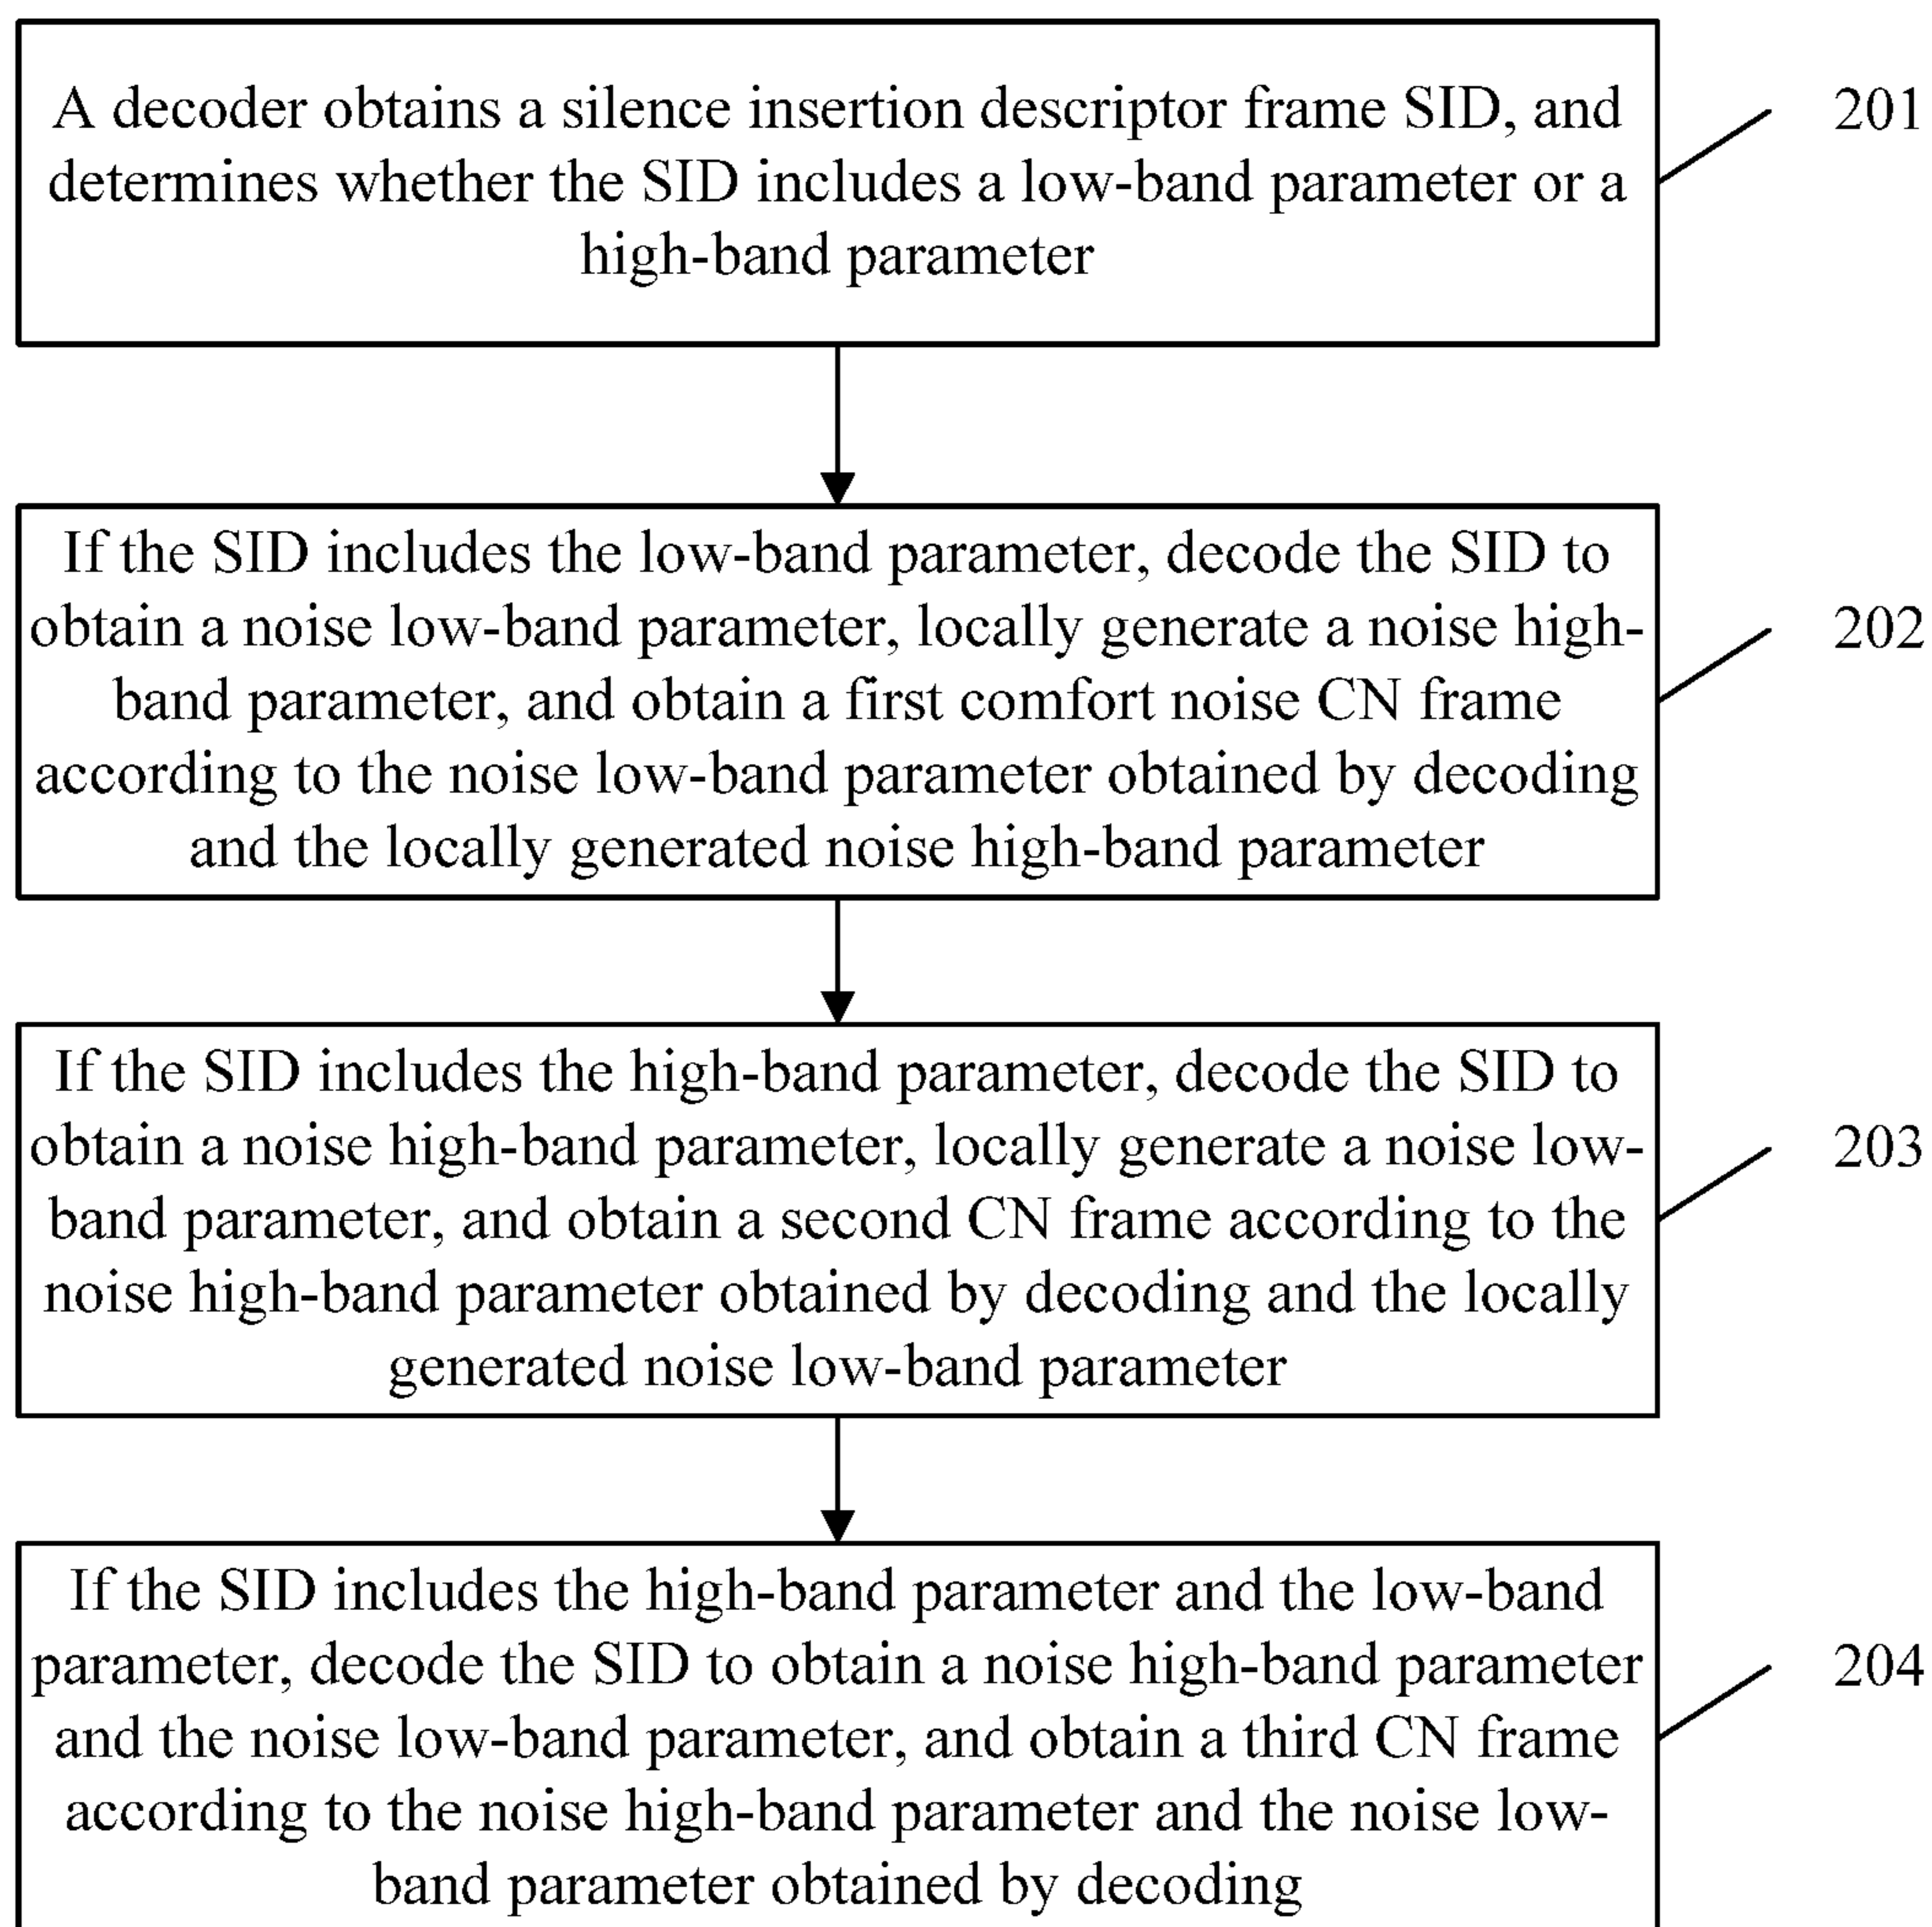 A decoder obtains a silence insertion descriptor frame SID, and
determines whether the SID includes a low-band parameter or a
high-band parameter
201
If the SID includes the low-band parameter, decode the SID to
obtain a noise low-band parameter, locally generate a noise high-
band parameter, and obtain a first comfort noise CN frame
according to the noise low-band parameter obtained by decoding
and the locally generated noise high-band parameter
202
If the SID includes the high-band parameter, decode the SID to
obtain a noise high-band parameter, locally generate a noise low-
band parameter, and obtain a second CN frame according to the
noise high-band parameter obtained by decoding and the locally
generated noise low-band parameter
203
If the SID includes the high-band parameter and the low-band
parameter, decode the SID to obtain a noise high-band parameter
and the noise low-band parameter, and obtain a third CN frame
according to the noise high-band parameter and the noise low-
band parameter obtained by decoding
204